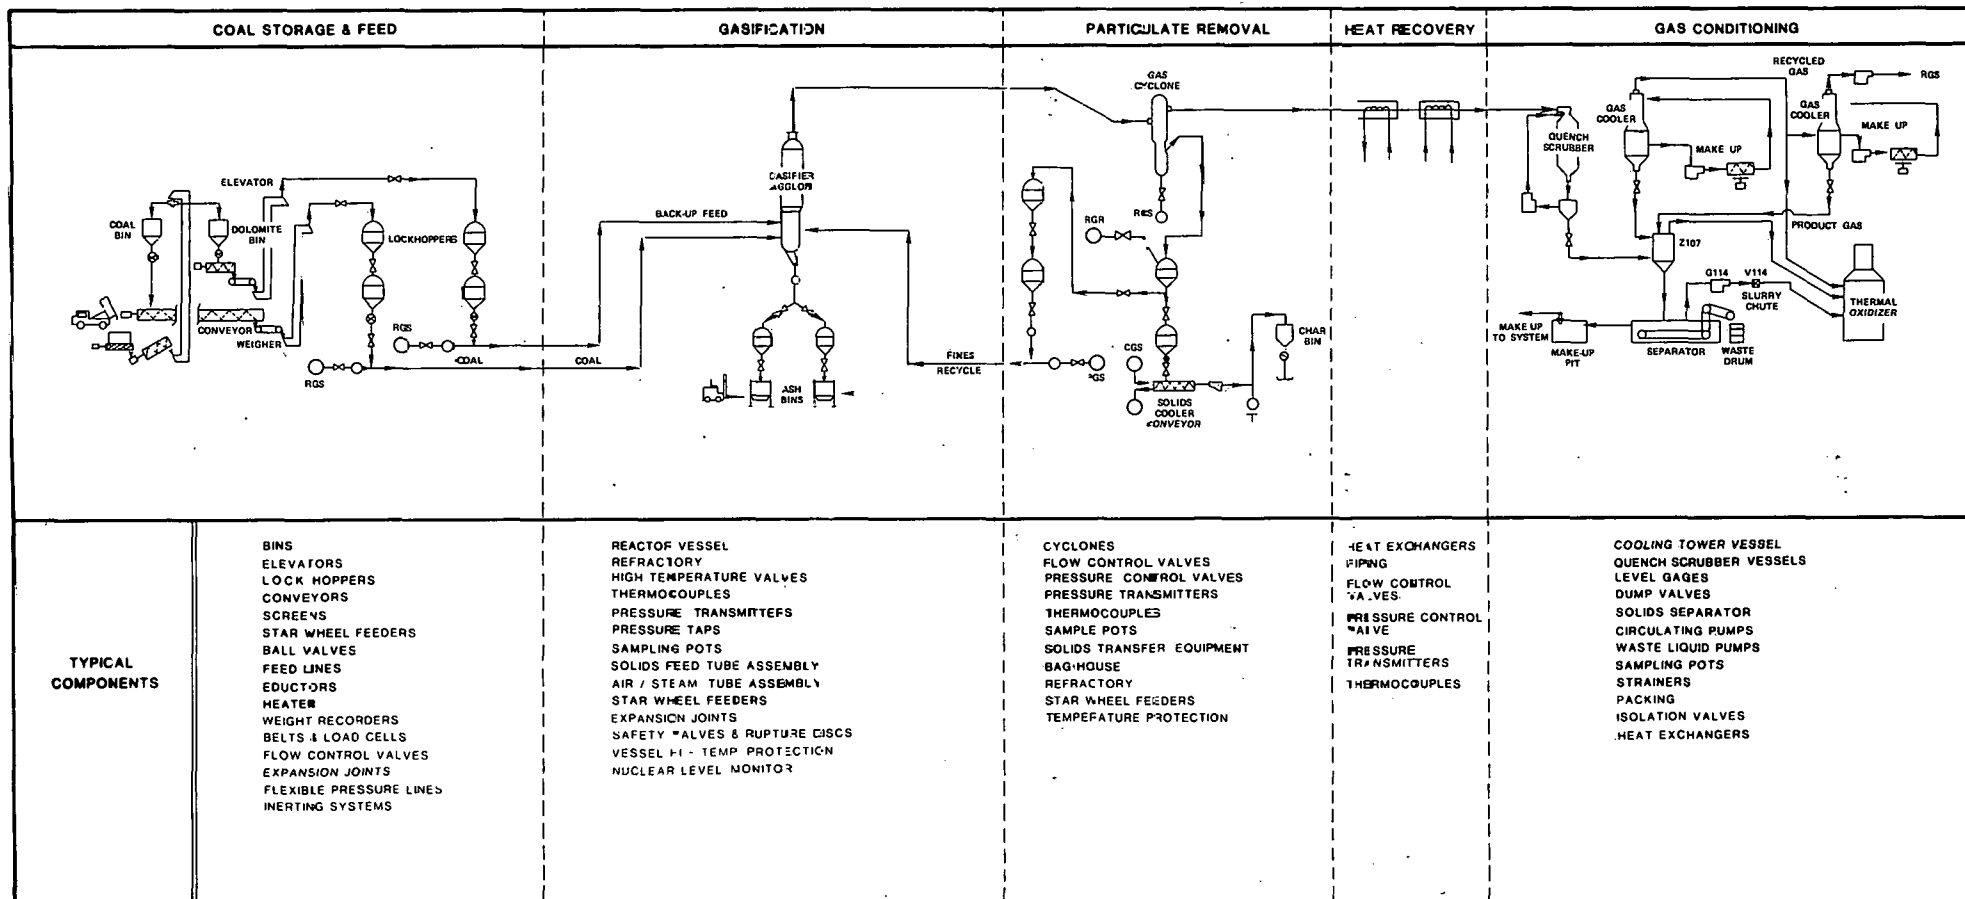 COAL STORAGE & FEED
GASIFICATION
PARTICULATE REMOVAL
HEAT RECOVERY
GAS CONDITIONING
ELEVATOR
COAL
BIN
DOLOMITE
BIN
LOCKHOPPERS
CONVEYOR
WEIGHER
RGS
RGS
COAL
BACK-UP FEED
COAL
GASIFIER
ASH
BINS
FINES
RECYCLE
GAS
CYCLONE
RGS
RGR
CGS
SOLIDS
COOLER
CONVEYOR
CHAR
BIN
RECYCLED
GAS
RGS
GAS
COOLER
GAS
COOLER
QUENCH
SCRUBBER
MAKE UP
MAKE UP
PRODUCT GAS
Z107
G114
V114
SLURRY
CHUTE
THERMAL
OXIDIZER
MAKE UP
TO SYSTEM
MAKE-UP
PIT
SEPARATOR
WASTE
DRUM
TYPICAL
COMPONENTS
BINS
ELEVATORS
LOCK HOPPERS
CONVEYORS
SCREENS
STAR WHEEL FEEDERS
BALL VALVES
FEED LINES
EDUCTORS
HEATER
WEIGHT RECORDERS
BELTS & LOAD CELLS
FLOW CONTROL VALVES
EXPANSION JOINTS
FLEXIBLE PRESSURE LINES
INERTING SYSTEMS
REACTOR VESSEL
REFRACTORY
HIGH TEMPERATURE VALVES
THERMOCOUPLES
PRESSURE TRANSMITTERS
PRESSURE TAPS
SAMPLING POTS
SOLIDS FEED TUBE ASSEMBLY
AIR / STEAM TUBE ASSEMBLY
STAR WHEEL FEEDERS
EXPANSION JOINTS
SAFETY VALVES & RUPTURE DISCS
VESSEL HI - TEMP PROTECTION
NUCLEAR LEVEL MONITOR
CYCLONES
FLOW CONTROL VALVES
PRESSURE CONTROL VALVES
PRESSURE TRANSMITTERS
THERMOCOUPLES
SAMPLE POTS
SOLIDS TRANSFER EQUIPMENT
BAG HOUSE
REFRACTORY
STAR WHEEL FEEDERS
TEMPERATURE PROTECTION
HEAT EXCHANGERS
PIPING
FLOW CONTROL
VALVES
PRESSURE CONTROL
VALVE
PRESSURE
TRANSMITTERS
THERMOCOUPLES
COOLING TOWER VESSEL
QUENCH SCRUBBER VESSELS
LEVEL GAGES
DUMP VALVES
SOLIDS SEPARATOR
CIRCULATING PUMPS
WASTE LIQUID PUMPS
SAMPLING POTS
STRAINERS
PACKING
ISOLATION VALVES
HEAT EXCHANGERS